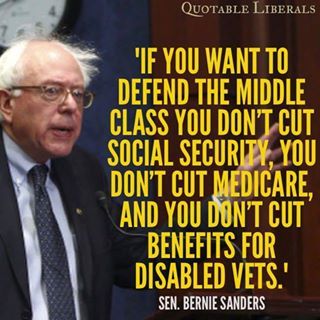 QUOTABLE LIBERALS
'IF YOU WANT TO
DEFEND THE MIDDLE
CLASS YOU DON'T CUT
SOCIAL SECURITY, YOU
DON'T CUT MEDICARE,
AND YOU DON'T CUT
BENEFITS FOR
DISABLED VETS.'
SEN. BERNIE SANDERS